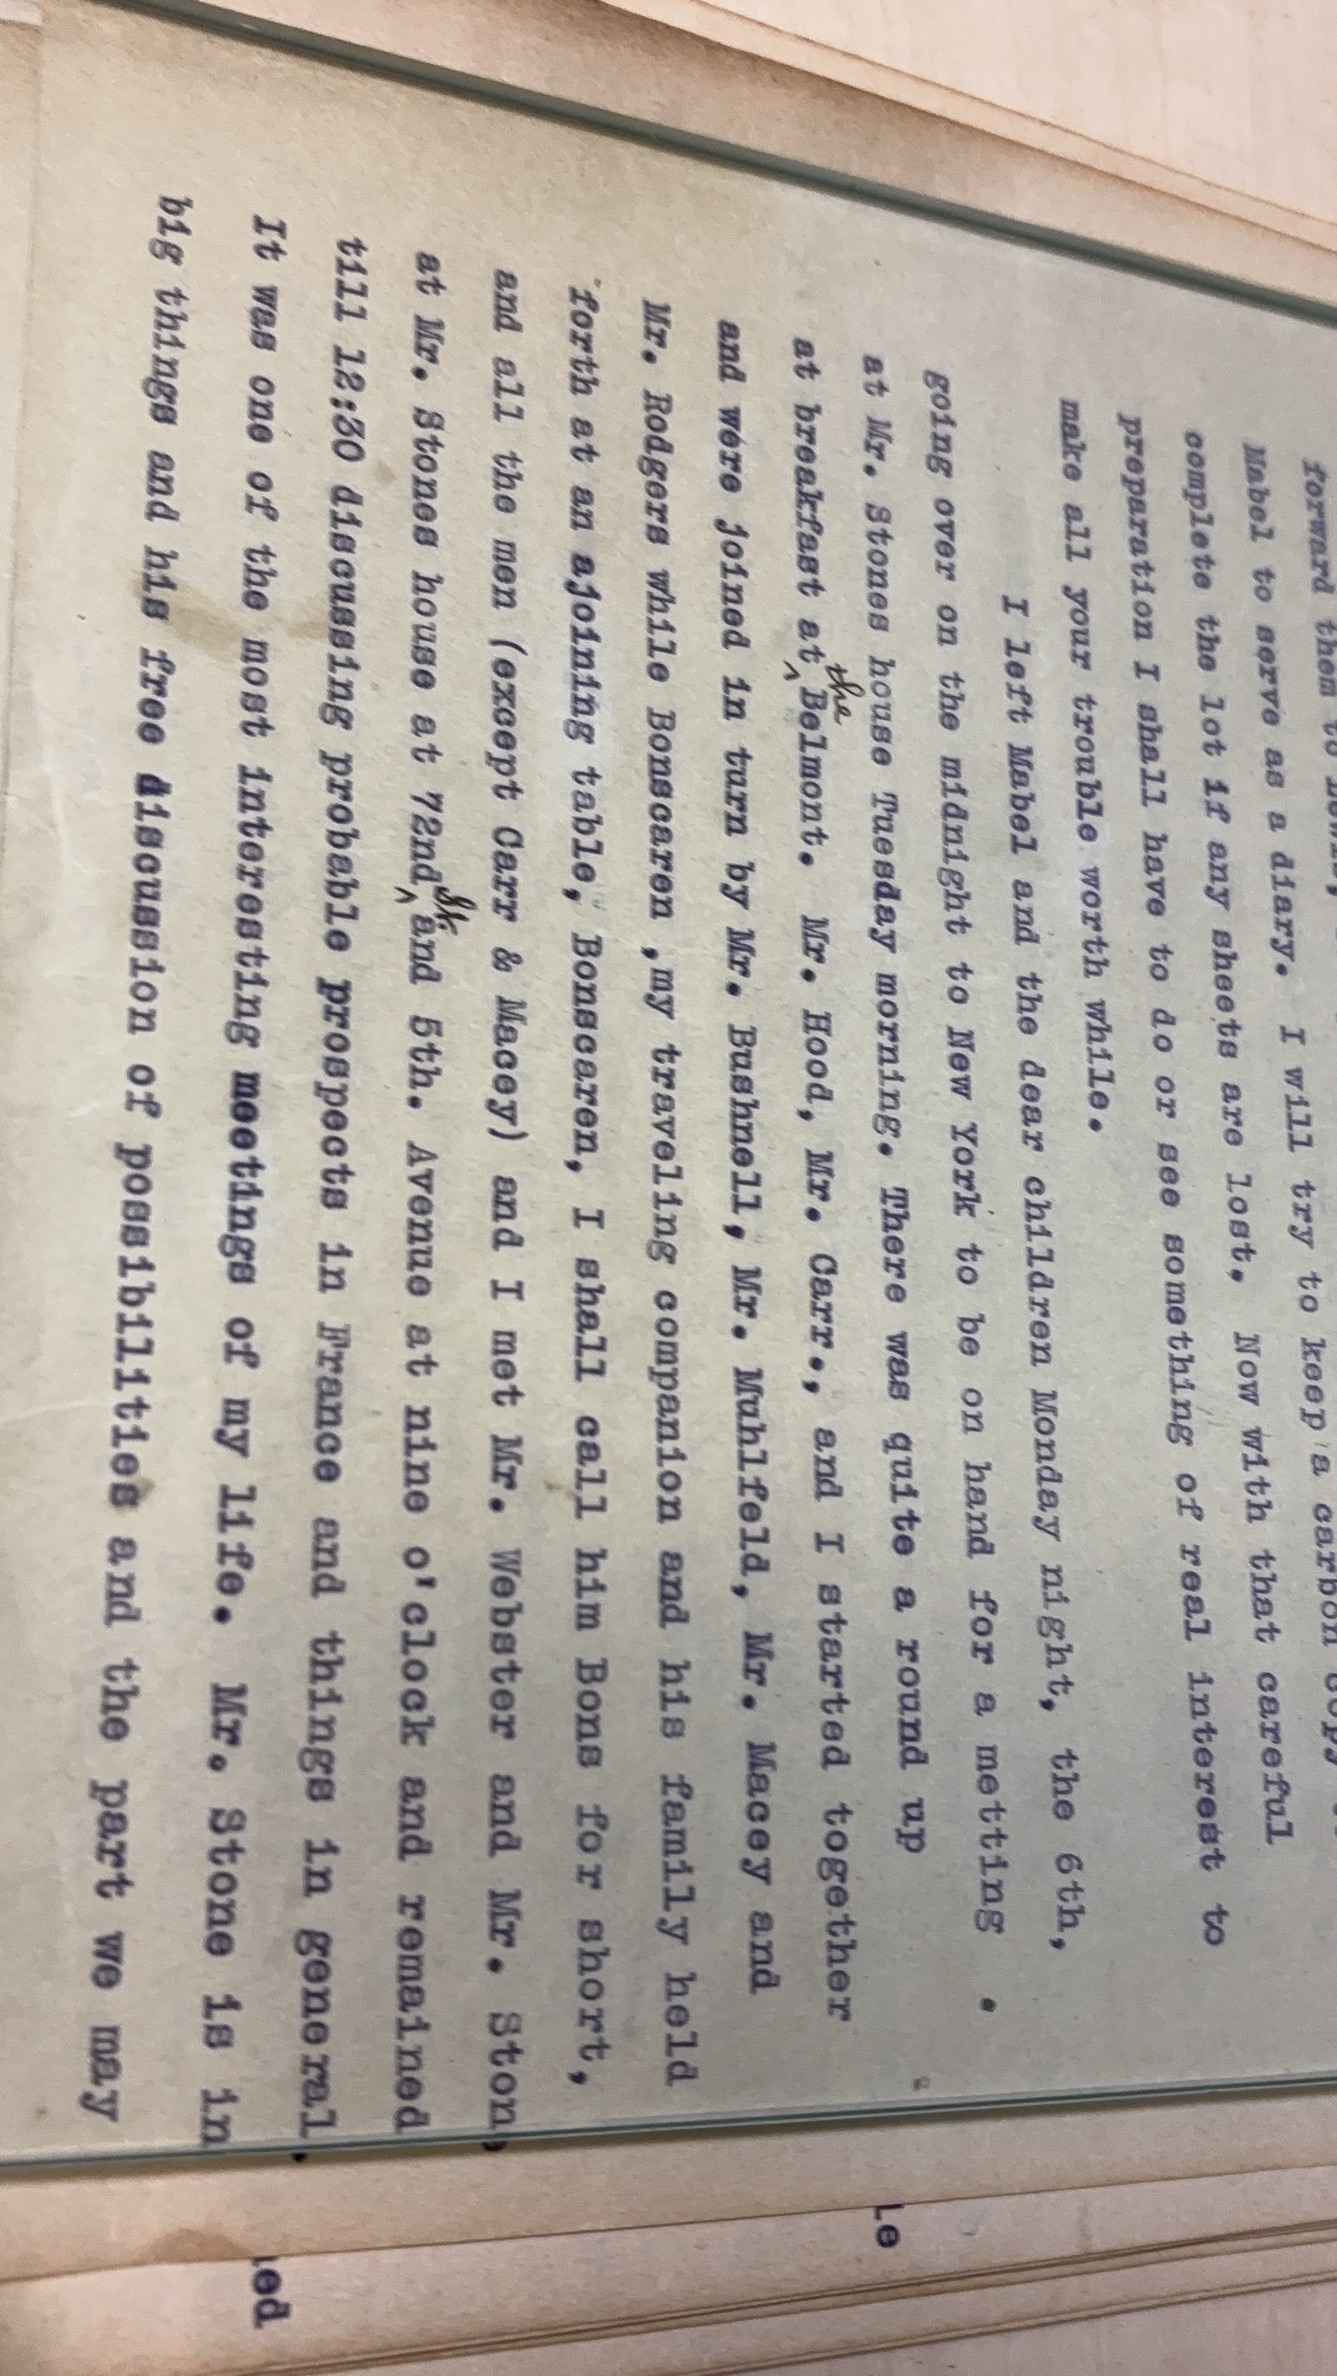 forward them to
Mabel to serve as a diary. I will try to keep a carbon copy
complete the lot if any sheets are lost. Now with that careful
preparation I shall have to do or see something of real interest to
make all your trouble worth while.
I left Mabel and the dear children Monday night, the 6th,
going over on the midnight to New York to be on hand for a metting
at Mr. Stones house Tuesday morning. There was quite a round up
at breakfast at the Belmont. Mr. Hood, Mr. Carr., and I started together
and were joined in turn by Mr. Bushnell, Mr. Muhlfeld, Mr. Macey and
Mr. Rodgers while Bonscaren ,my traveling companion and his family held
forth at an ajoining table, Bonscaren, I shall call him Bons for short,
and all the men (except Carr & Macey) and I met Mr. Webster and Mr. Ston
at Mr. Stones house at 72nd St. and 5th. Avenue at nine o'clock and remained
till 12:30 discussing probable prospects in France and things in general.
It was one of the most interesting meetings of my life. Mr. Stone is in
big things and his free discussion of possibilities and the part we may